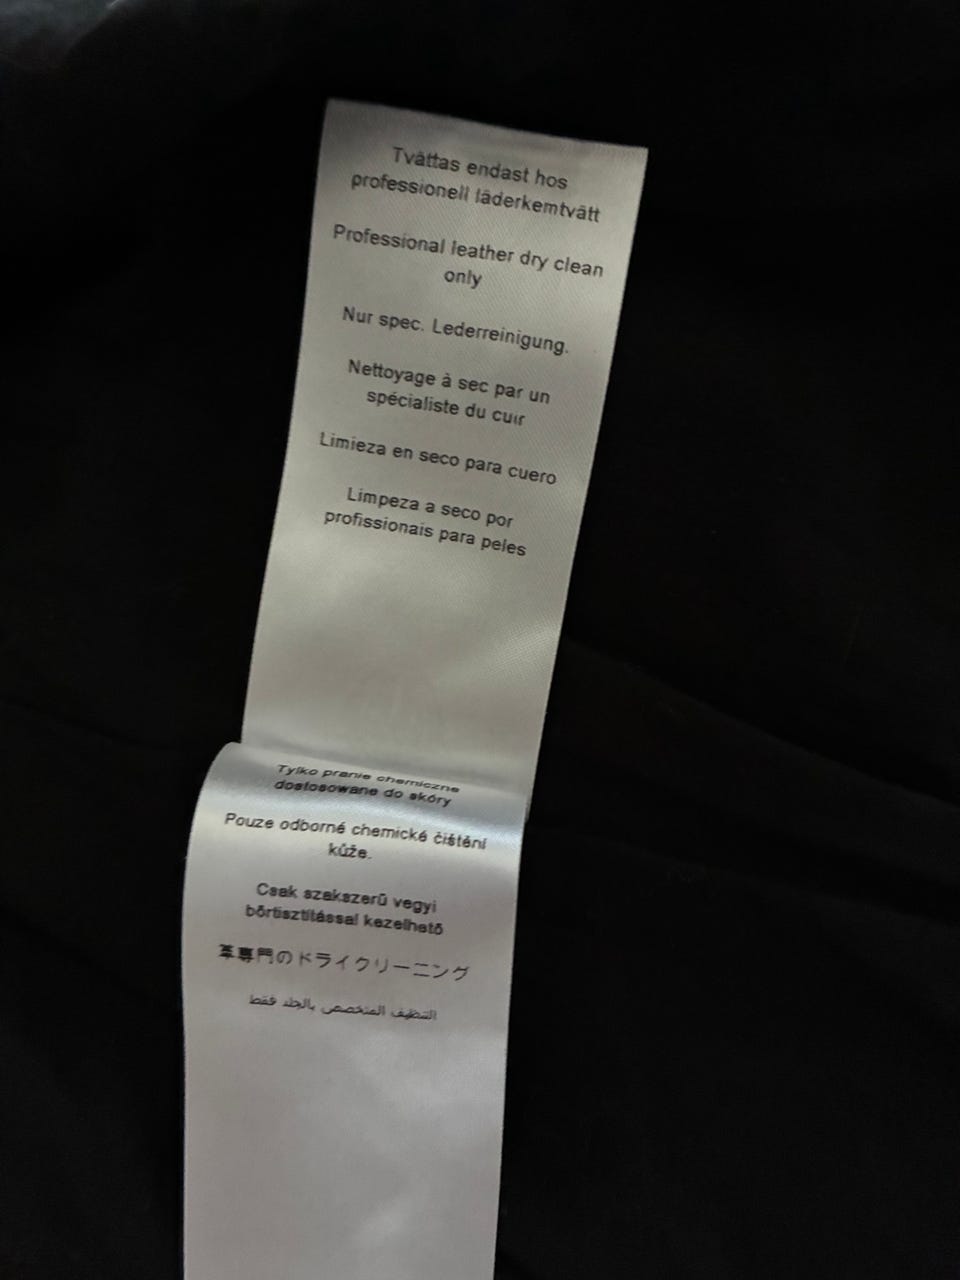 Tvättas endast hos
professionell läderkemtvätt
Professional leather dry clean
only
Nur spec. Lederreinigung.
Nettoyage à sec par un
spécialiste du cuir
Limieza en seco para cuero
Limpeza a seco por
profissionais para peles
Tylko pranie chemiczne
dostosowane do skóry
Pouze odborné chemické čištění
kůže.
Csak szakszerű vegyi
bőrtisztítással kezelhető
革専門のドライクリーニング
التنظيف المتخصص بالجلد فقط